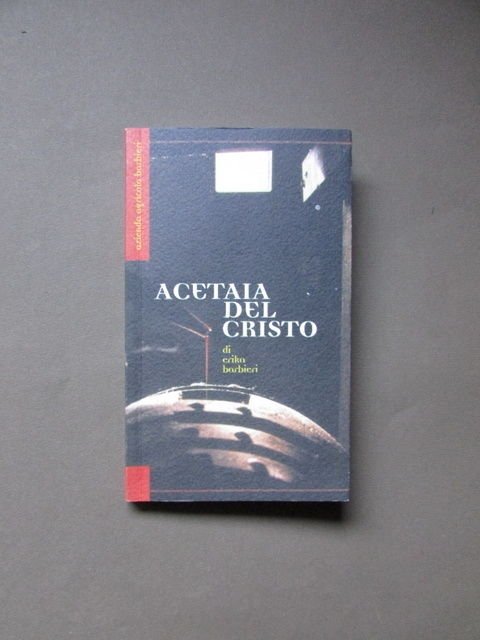 azienda agricola barbieri
ACETAIA
DEL
CRISTO
di
erika
barbieri